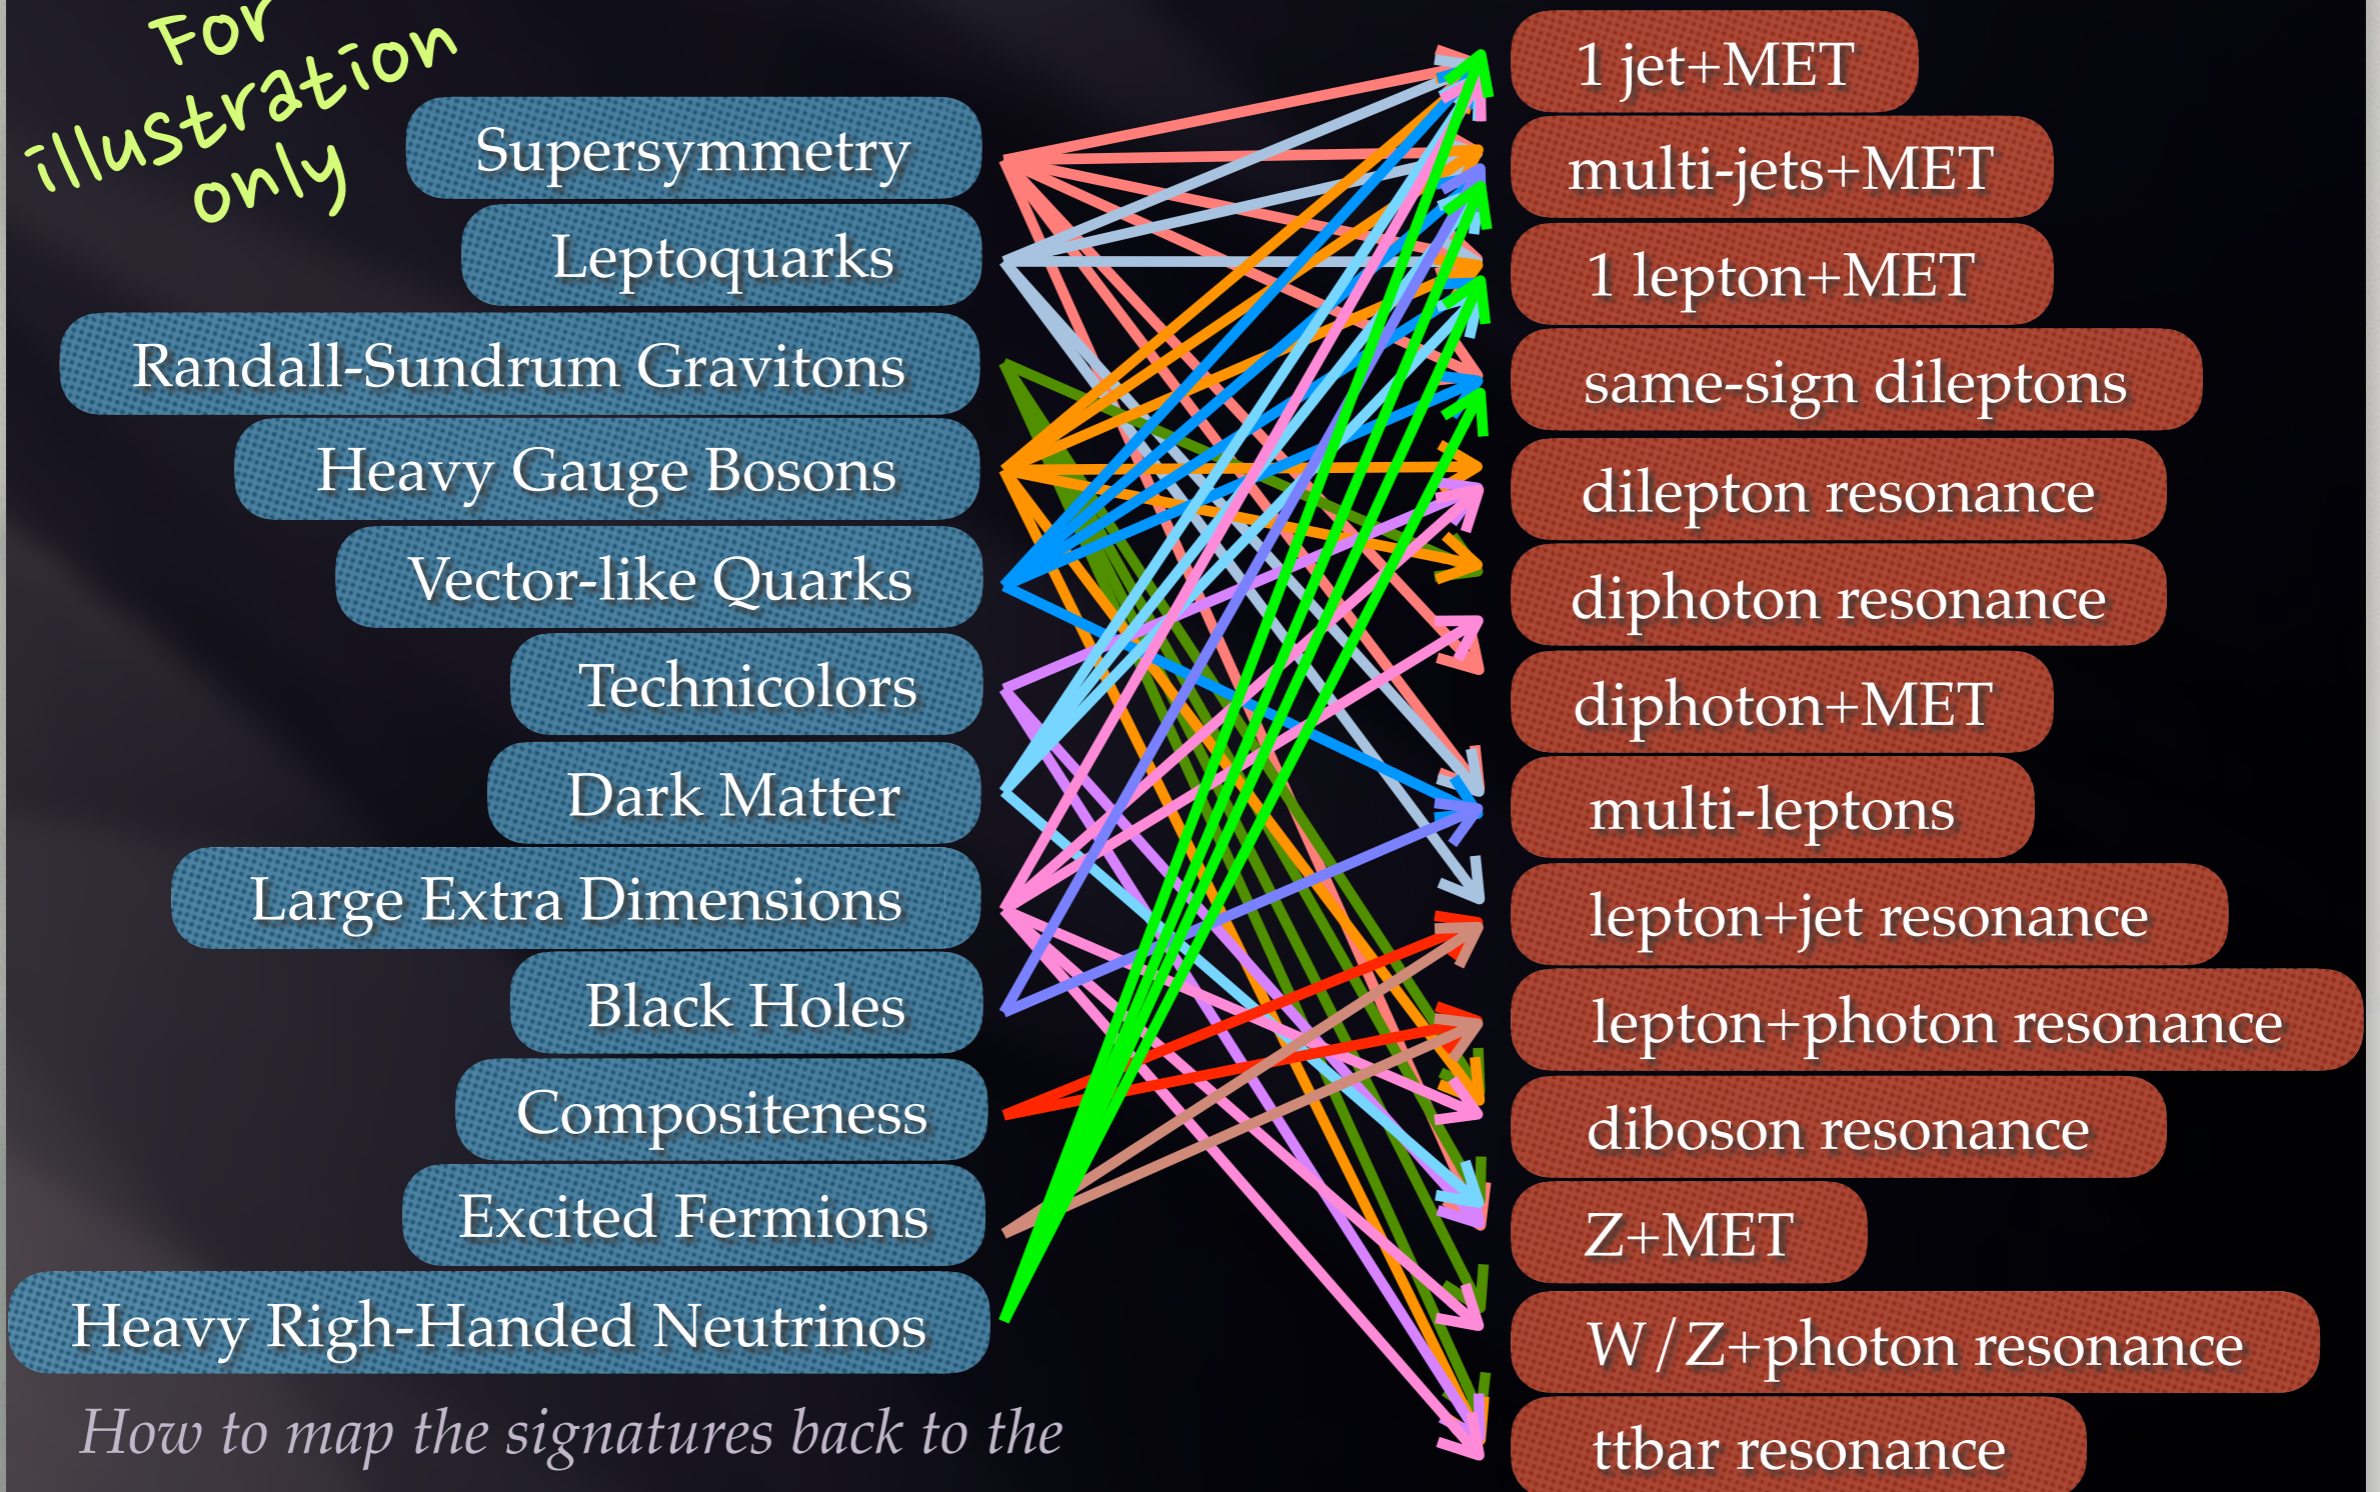 For
illustration
only
Supersymmetry
Leptoquarks
Randall-Sundrum Gravitons
Heavy Gauge Bosons
Vector-like Quarks
Technicolors
Dark Matter
Large Extra Dimensions
Black Holes
Compositeness
Excited Fermions
Heavy Righ-Handed Neutrinos
How to map the signatures back to the
1 jet+MET
multi-jets+MET
1 lepton+MET
same-sign dileptons
dilepton resonance
diphoton resonance
diphoton+MET
multi-leptons
lepton+jet resonance
lepton+photon resonance
diboson resonance
Z+MET
W/Z+photon resonance
ttbar resonance